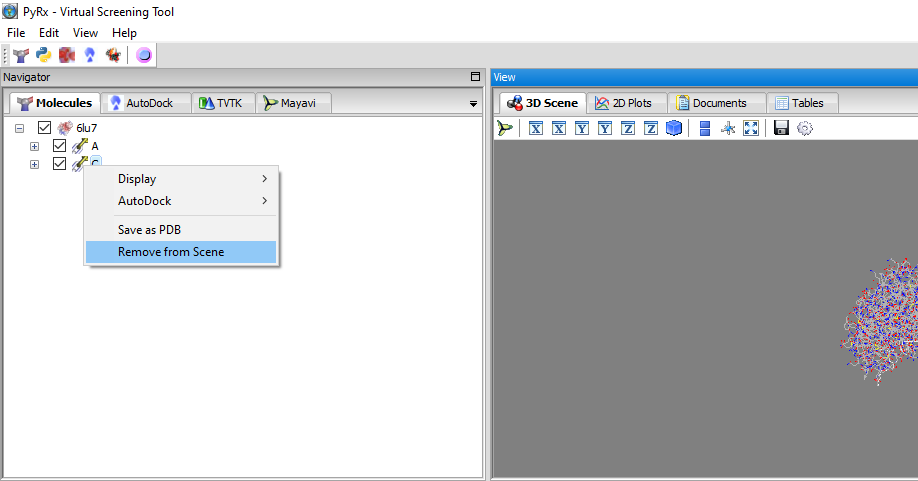 PyRx - Virtual Screening Tool
File Edit View Help
Navigator
View
Molecules AutoDock TVTK Mayavi
3D Scene 2D Plots Documents Tables
X X Y Y Z Z
6lu7
A
C
Display
AutoDock
Save as PDB
Remove from Scene